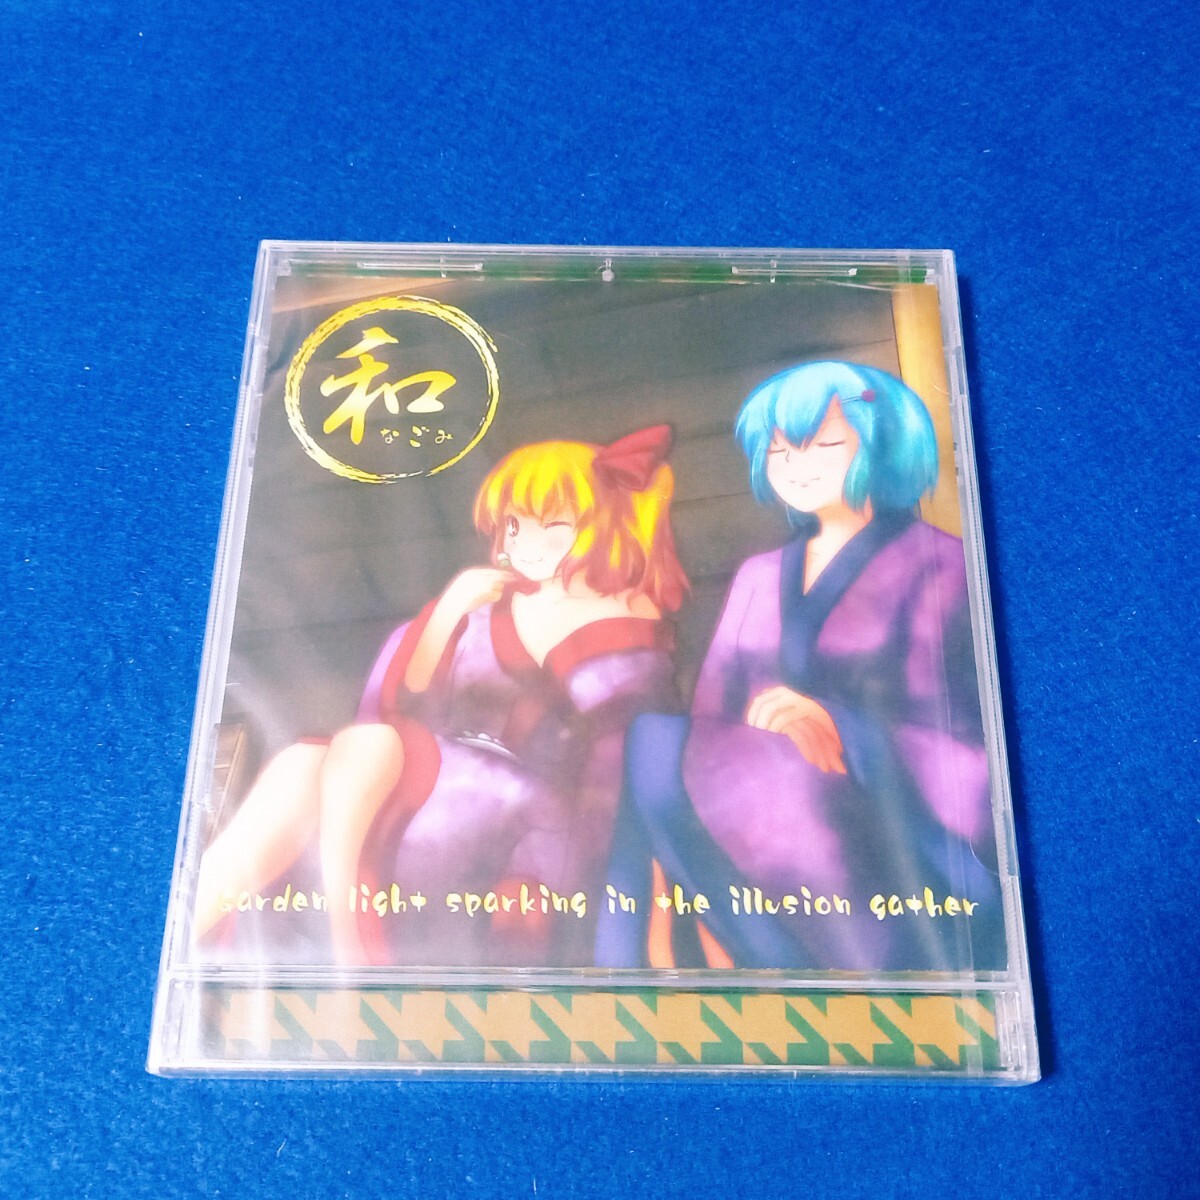 和
なごみ
Garden light sparking in the illusion gather